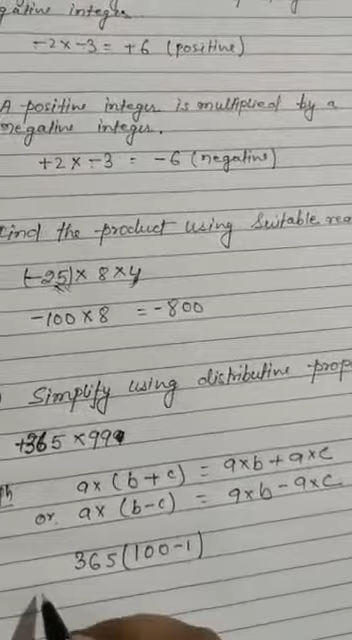 gative integer
-2 x -3 = +6 (positive)
A positive integer is multiplied by a
negative integer.
+2 x -3 = -6 (negative)
Find the product using suitable rea
(-25) x 8 x 4
-100 x 8 = -800
Simplify using distributive prop
+365 x 99
a x (b + c) = a x b + a x c
or a x (b - c) = a x b - a x c
365 (100 - 1)